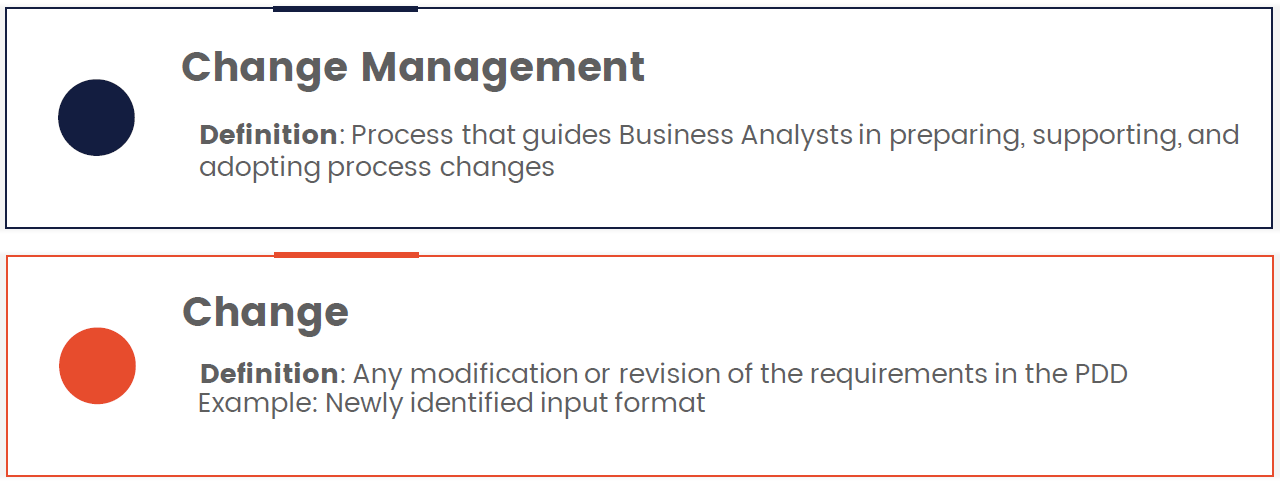 Change Management
Definition: Process that guides Business Analysts in preparing, supporting, and
adopting process changes
Change
Definition: Any modification or revision of the requirements in the PDD
Example: Newly identified input format